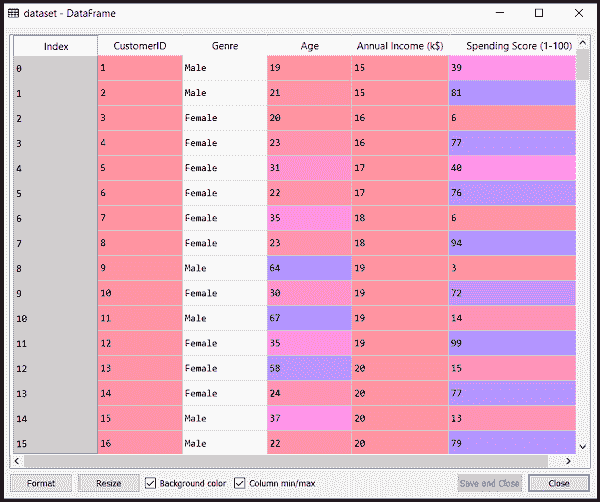 dataset - DataFrame
Index CustomerID Genre Age Annual Income (k$) Spending Score (1-100)
0 1 Male 19 15 39
1 2 Male 21 15 81
2 3 Female 20 16 6
3 4 Female 23 16 77
4 5 Female 31 17 40
5 6 Female 22 17 76
6 7 Female 35 18 6
7 8 Female 23 18 94
8 9 Male 64 19 3
9 10 Female 30 19 72
10 11 Male 67 19 14
11 12 Female 35 19 99
12 13 Female 58 20 15
13 14 Female 24 20 77
14 15 Male 37 20 13
15 16 Male 22 20 79
Format Resize Background color Column min/max Save and Close Close